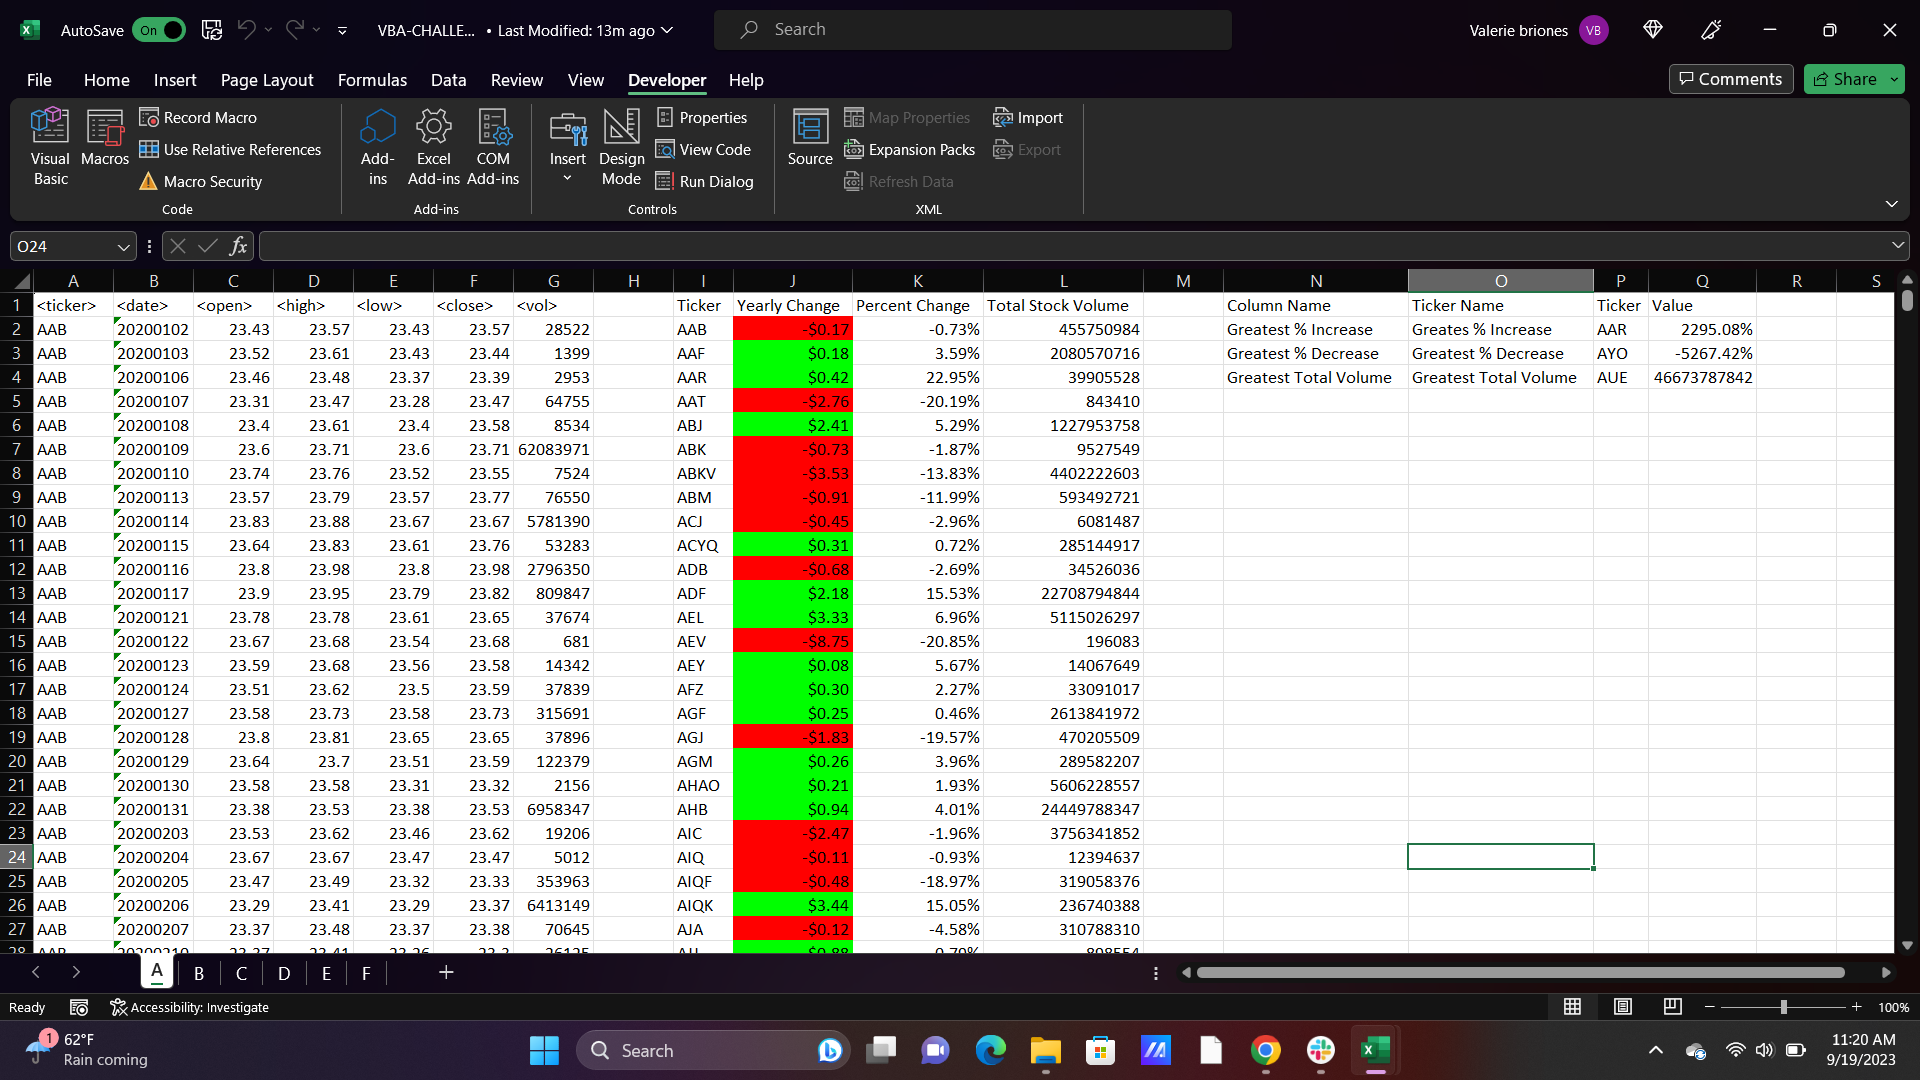 AutoSave On VBA-CHALLE... • Last Modified: 13m ago Search Valerie briones VB
File Home Insert Page Layout Formulas Data Review View Developer Help Comments Share
Visual Basic Macros Record Macro Use Relative References Macro Security Code
Add-ins Excel Add-ins COM Add-ins Add-ins
Insert Design Mode Properties View Code Run Dialog Controls
Source Map Properties Expansion Packs Refresh Data Import Export XML
O24 fx
A B C D E F G H I J K L M N O P Q R S
1 <ticker> <date> <open> <high> <low> <close> <vol> Ticker Yearly Change Percent Change Total Stock Volume Column Name Ticker Name Ticker Value
2 AAB 20200102 23.43 23.57 23.43 23.57 28522 AAB -$0.17 -0.73% 455750984 Greatest % Increase Greates % Increase AAR 2295.08%
3 AAB 20200103 23.52 23.61 23.43 23.44 1399 AAF $0.18 3.59% 2080570716 Greatest % Decrease Greatest % Decrease AYO -5267.42%
4 AAB 20200106 23.46 23.48 23.37 23.39 2953 AAR $0.42 22.95% 39905528 Greatest Total Volume Greatest Total Volume AUE 46673787842
5 AAB 20200107 23.31 23.47 23.28 23.47 64755 AAT -$2.76 -20.19% 843410
6 AAB 20200108 23.4 23.61 23.4 23.58 8534 ABJ $2.41 5.29% 1227953758
7 AAB 20200109 23.6 23.71 23.6 23.71 62083971 ABK -$0.73 -1.87% 9527549
8 AAB 20200110 23.74 23.76 23.52 23.55 7524 ABKV -$3.53 -13.83% 4402222603
9 AAB 20200113 23.57 23.79 23.57 23.77 76550 ABM -$0.91 -11.99% 593492721
10 AAB 20200114 23.83 23.88 23.67 23.67 5781390 ACJ -$0.45 -2.96% 6081487
11 AAB 20200115 23.64 23.83 23.61 23.76 53283 ACYQ $0.31 0.72% 285144917
12 AAB 20200116 23.8 23.98 23.8 23.98 2796350 ADB -$0.68 -2.69% 34526036
13 AAB 20200117 23.9 23.95 23.79 23.82 809847 ADF $2.18 15.53% 22708794844
14 AAB 20200121 23.78 23.78 23.61 23.65 37674 AEL $3.33 6.96% 5115026297
15 AAB 20200122 23.67 23.68 23.54 23.68 681 AEV -$8.75 -20.85% 196083
16 AAB 20200123 23.59 23.68 23.56 23.58 14342 AEY $0.08 5.67% 14067649
17 AAB 20200124 23.51 23.62 23.5 23.59 37839 AFZ $0.30 2.27% 33091017
18 AAB 20200127 23.58 23.73 23.58 23.73 315691 AGF $0.25 0.46% 2613841972
19 AAB 20200128 23.8 23.81 23.65 23.65 37896 AGJ -$1.83 -19.57% 470205509
20 AAB 20200129 23.64 23.7 23.51 23.59 122379 AGM $0.26 3.96% 289582207
21 AAB 20200130 23.58 23.58 23.31 23.32 2156 AHAO $0.21 1.93% 5606228557
22 AAB 20200131 23.38 23.53 23.38 23.53 6958347 AHB $0.94 4.01% 24449788347
23 AAB 20200203 23.53 23.62 23.46 23.62 19206 AIC -$2.47 -1.96% 3756341852
24 AAB 20200204 23.67 23.67 23.47 23.47 5012 AIQ -$0.11 -0.93% 12394637
25 AAB 20200205 23.47 23.49 23.32 23.33 353963 AIQF -$0.48 -18.97% 319058376
26 AAB 20200206 23.29 23.41 23.29 23.37 6413149 AIQK $3.44 15.05% 236740388
27 AAB 20200207 23.37 23.48 23.37 23.38 70645 AJA -$0.12 -4.58% 310788310
28 AAB 20200210
A B C D E F +
Ready Accessibility: Investigate 100%
1 62°F Rain coming Search 11:20 AM 9/19/2023